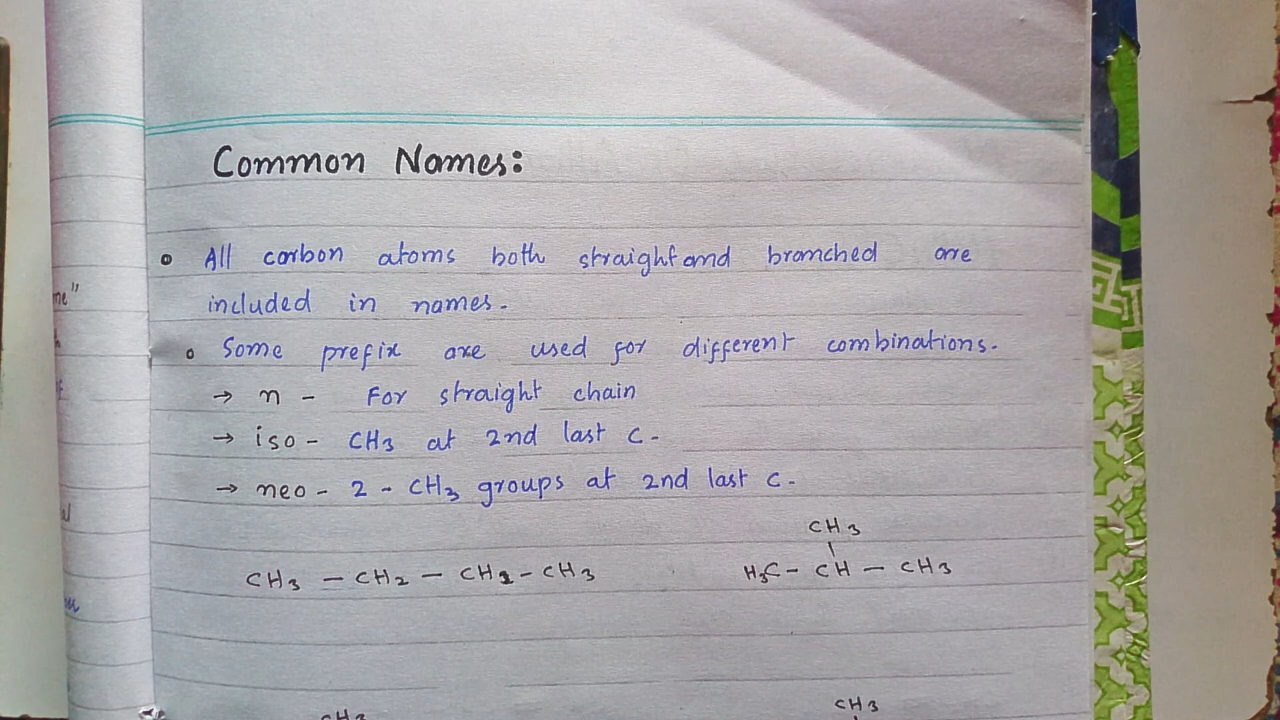 Common Names:
All carbon atoms both straight and branched are
included in names.
Some prefix are used for different combinations.
→ n - For straight chain
→ iso - CH3 at 2nd last C.
→ neo - 2 - CH3 groups at 2nd last C.
CH3
CH3 — CH2 — CH2 - CH3 H3C - CH — CH3
CH3 CH3